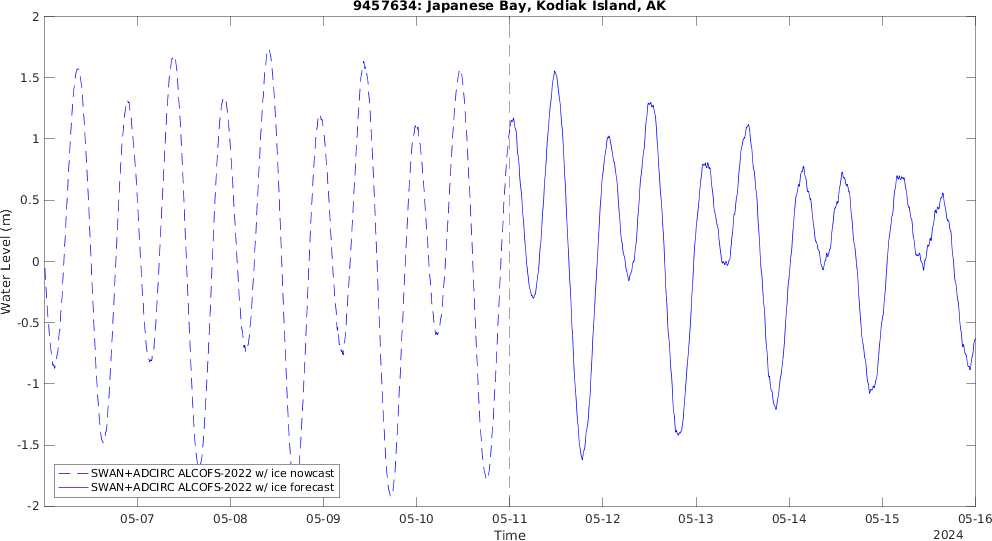 9457634: Japanese Bay, Kodiak Island, AK
2
1.5
1
0.5
0
-0.5
-1
-1.5
-2
Water Level (m)
SWAN+ADCIRC ALCOFS-2022 w/ ice nowcast
SWAN+ADCIRC ALCOFS-2022 w/ ice forecast
05-07 05-08 05-09 05-10 05-11 05-12 05-13 05-14 05-15 05-16
Time
2024